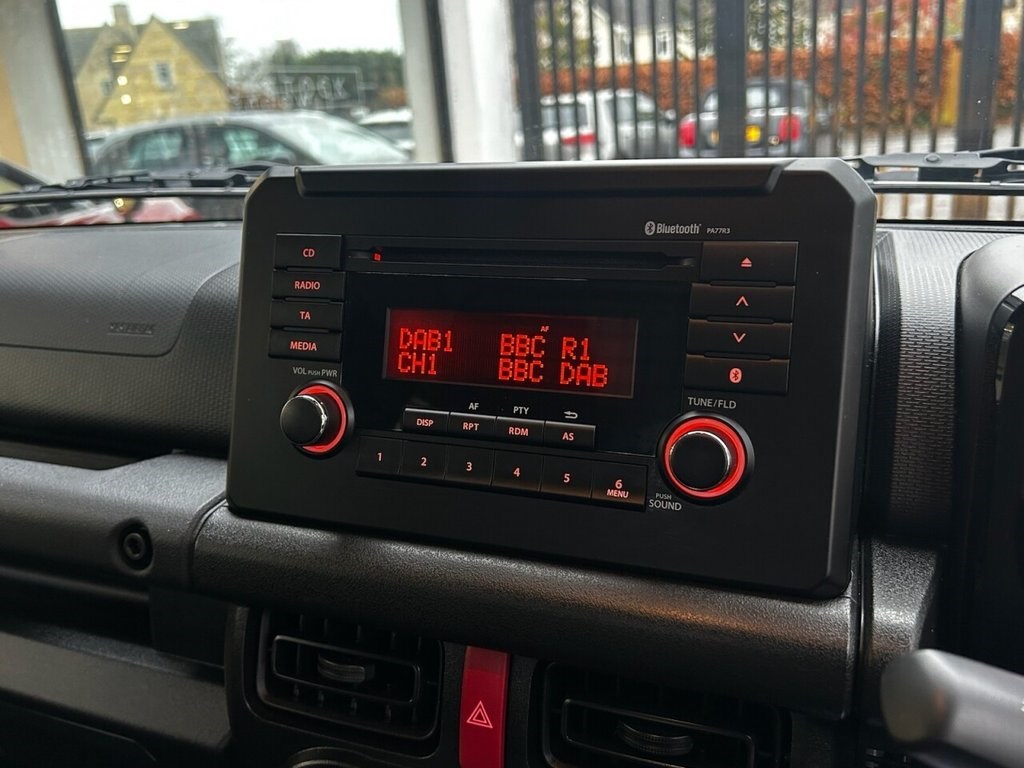 Bluetooth PA77R3
CD
RADIO
TA
MEDIA
VOL PUSH PWR
AF
DAB1 BBC R1
CH1 BBC DAB
AF PTY
DISP RPT RDM AS
1 2 3 4 5 6
MENU
TUNE/FLD
PUSH
SOUND